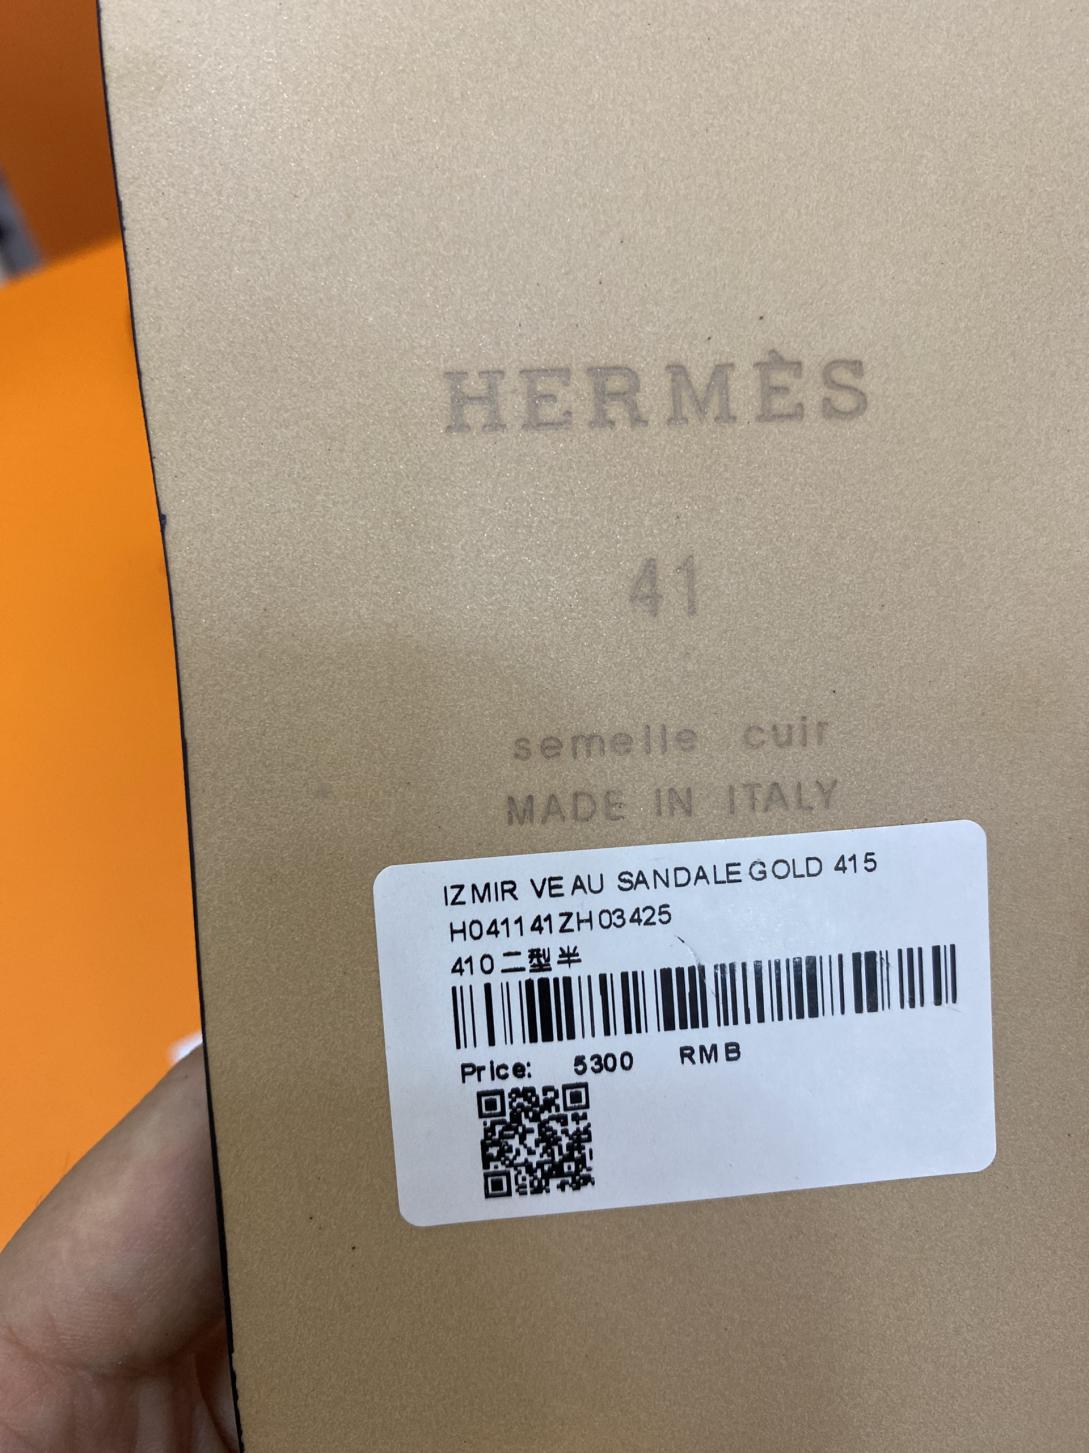 HERMÈS
41
semelle cuir
MADE IN ITALY
IZMIR VEAU SANDALE GOLD 415
H041141ZH03425
410二型半
Price: 5300 RMB